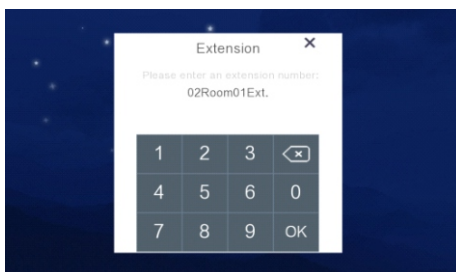 Extension ×
Please enter an extension number:
02Room01Ext.
1 2 3
4 5 6 0
7 8 9 OK